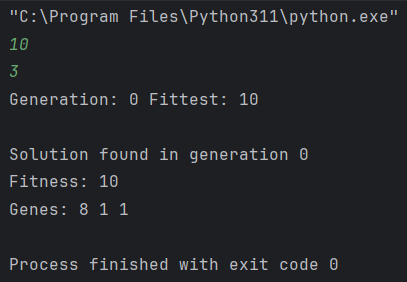 "C:\Program Files\Python311\python.exe"
10
3
Generation: 0 Fittest: 10
Solution found in generation 0
Fitness: 10
Genes: 8 1 1
Process finished with exit code 0